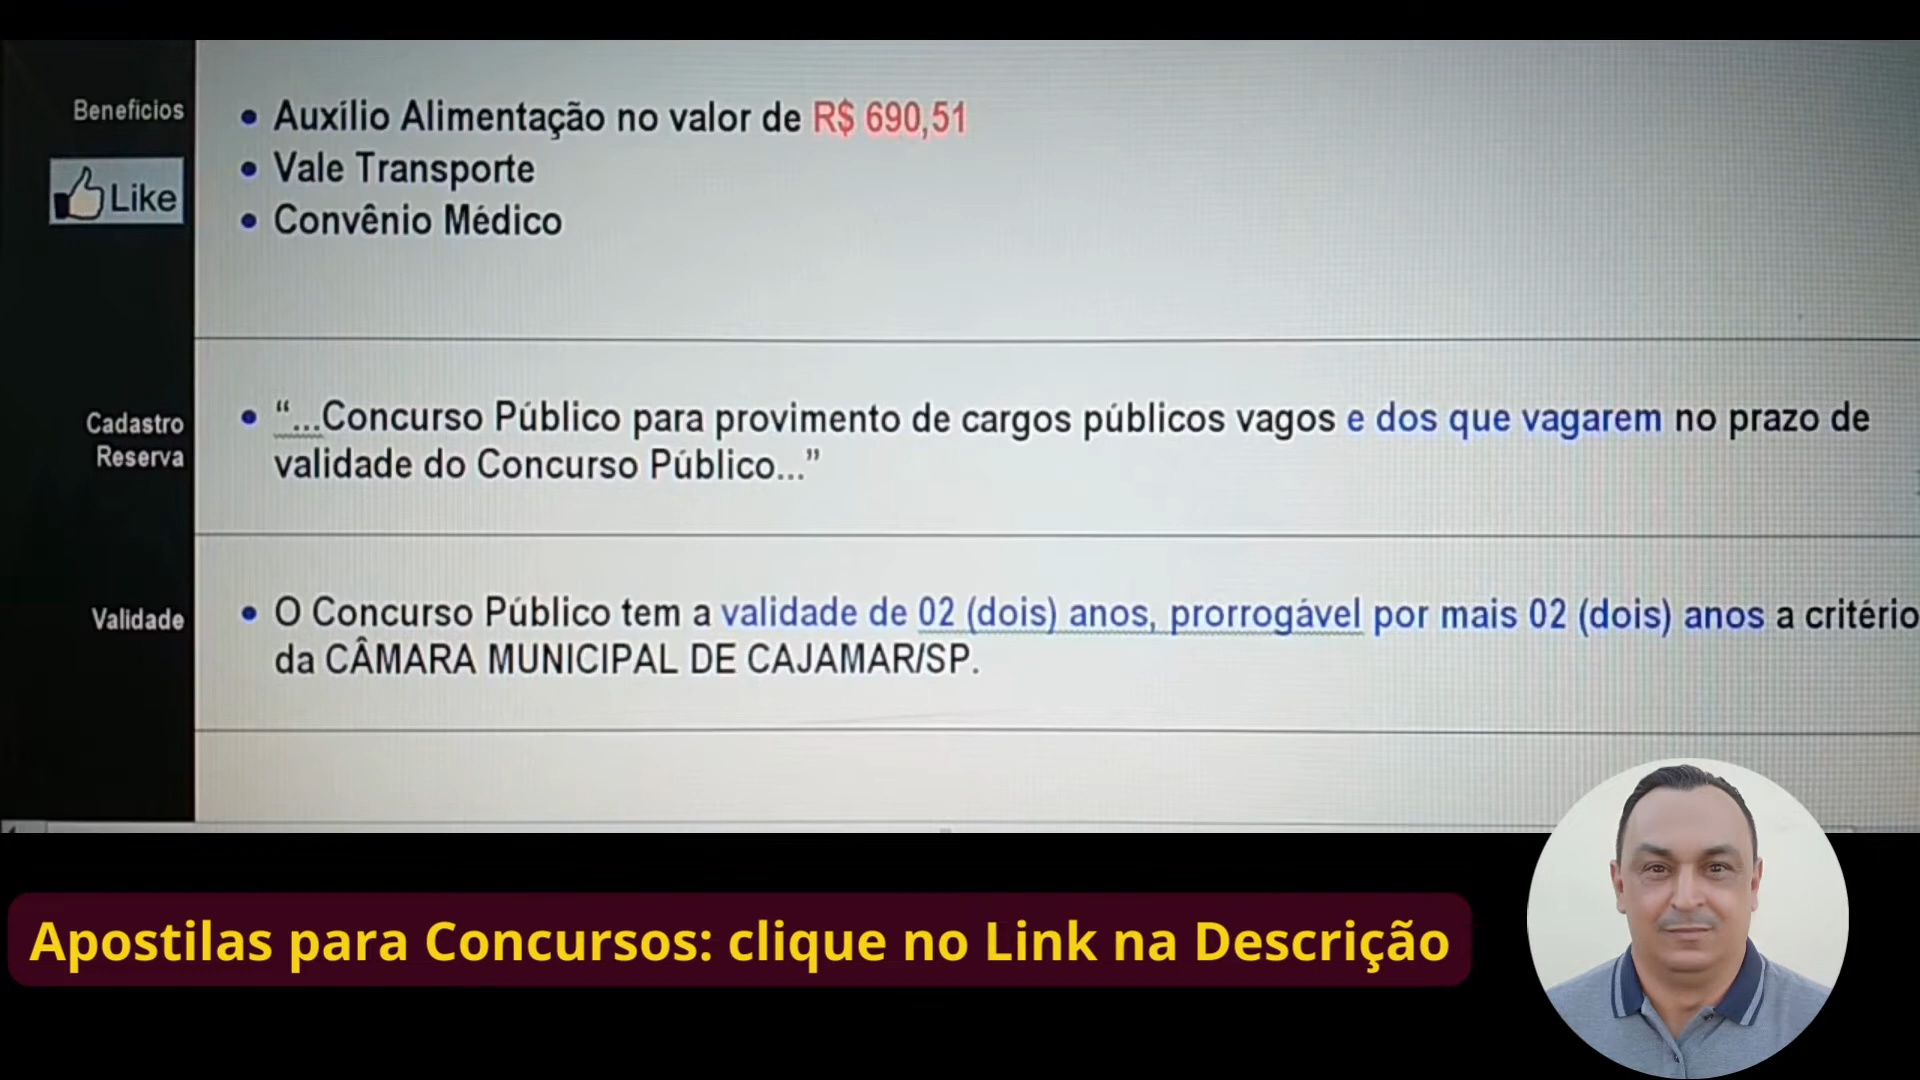 Benefícios
• Auxílio Alimentação no valor de R$ 690,51
Like
• Vale Transporte
• Convênio Médico
Cadastro
Reserva
• “...Concurso Público para provimento de cargos públicos vagos e dos que vagarem no prazo de
validade do Concurso Público...”
Validade
• O Concurso Público tem a validade de 02 (dois) anos, prorrogável por mais 02 (dois) anos a critério
da CÂMARA MUNICIPAL DE CAJAMAR/SP.
Apostilas para Concursos: clique no Link na Descrição